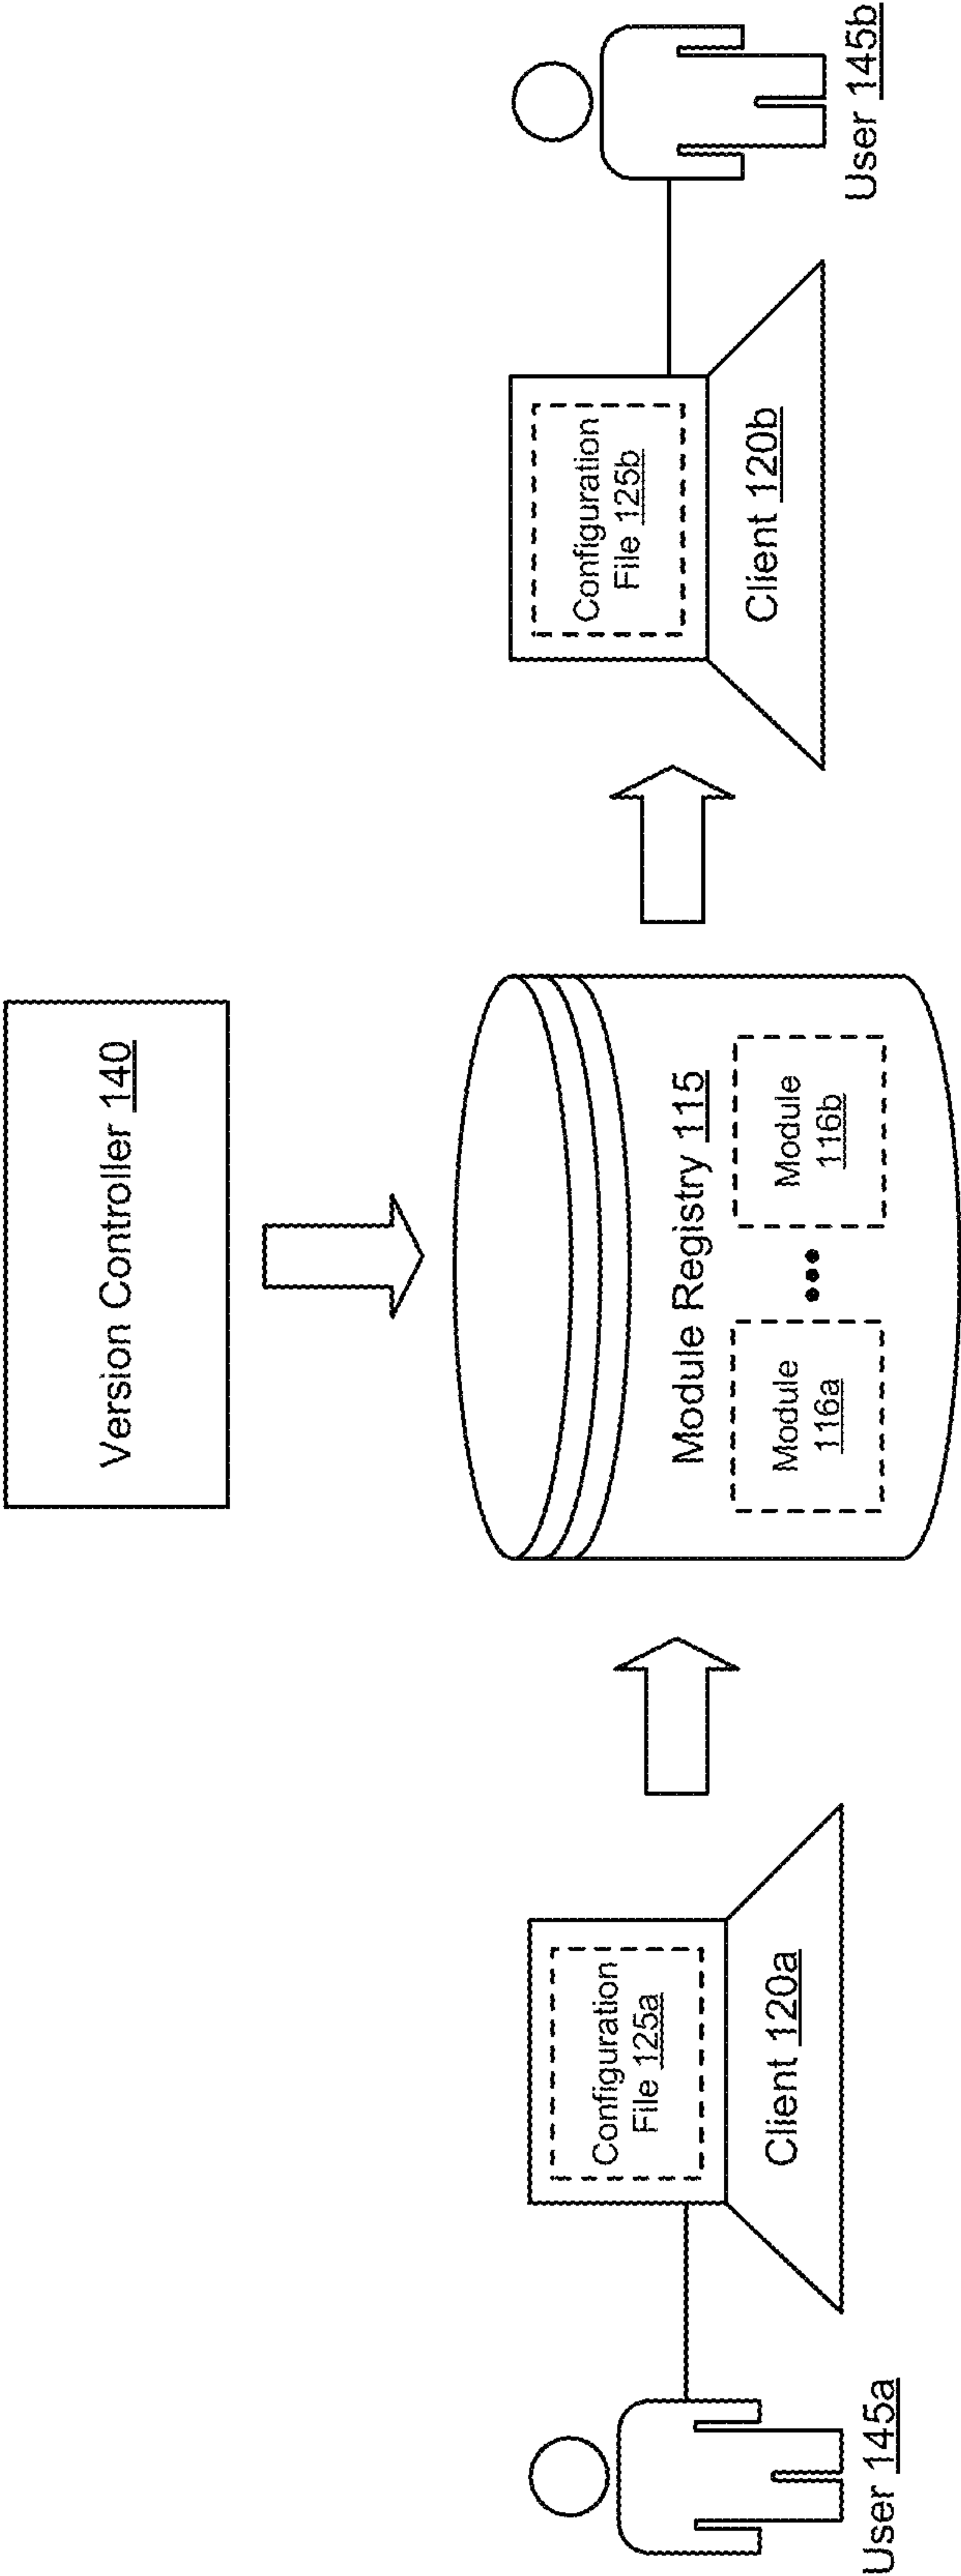 Version Controller 140
User 145a
Configuration
File 125a
Client 120a
Module Registry 115
Module
116a
Module
116b
Configuration
File 125b
Client 120b
User 145b